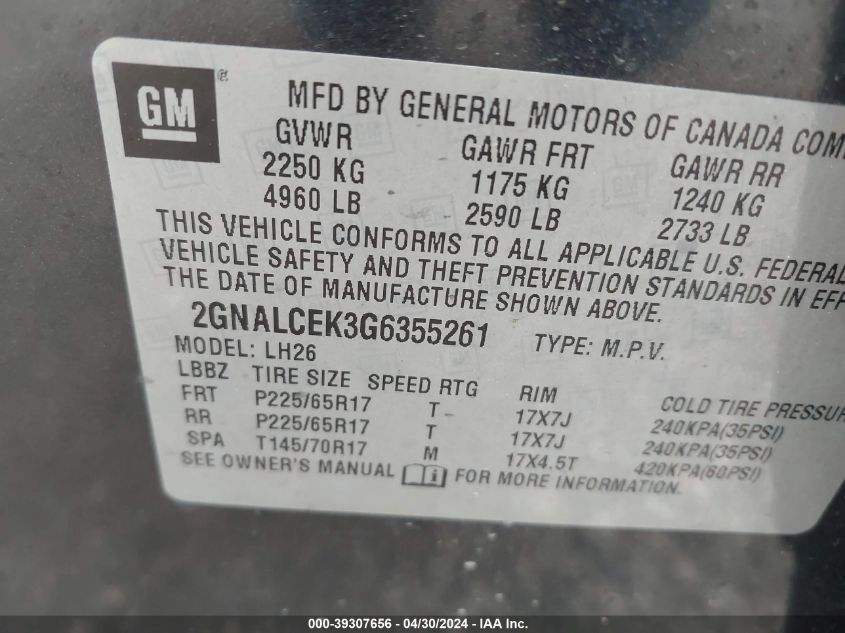 GM®
MFD BY GENERAL MOTORS OF CANADA
GVWR GAWR FRT GAWR RR
2250 KG 1175 KG 1240 KG
4960 LB 2590 LB 2733 LB
THIS VEHICLE CONFORMS TO ALL APPLICABLE U.S. FEDERAL
VEHICLE SAFETY AND THEFT PREVENTION STANDARDS IN
THE DATE OF MANUFACTURE SHOWN ABOVE.
2GNALCEK3G6355261 TYPE: M.P.V.
MODEL: LH26
LBBZ TIRE SIZE SPEED RTG RIM COLD TIRE PRESSUR
FRT P225/65R17 T 17X7J 240KPA(35PSI)
RR P225/65R17 T 17X7J 240KPA(35PSI)
SPA T145/70R17 M 17X4.5T 420KPA(60PSI)
SEE OWNER'S MANUAL FOR MORE INFORMATION.
000-39307656 - 04/30/2024 - IAA Inc.